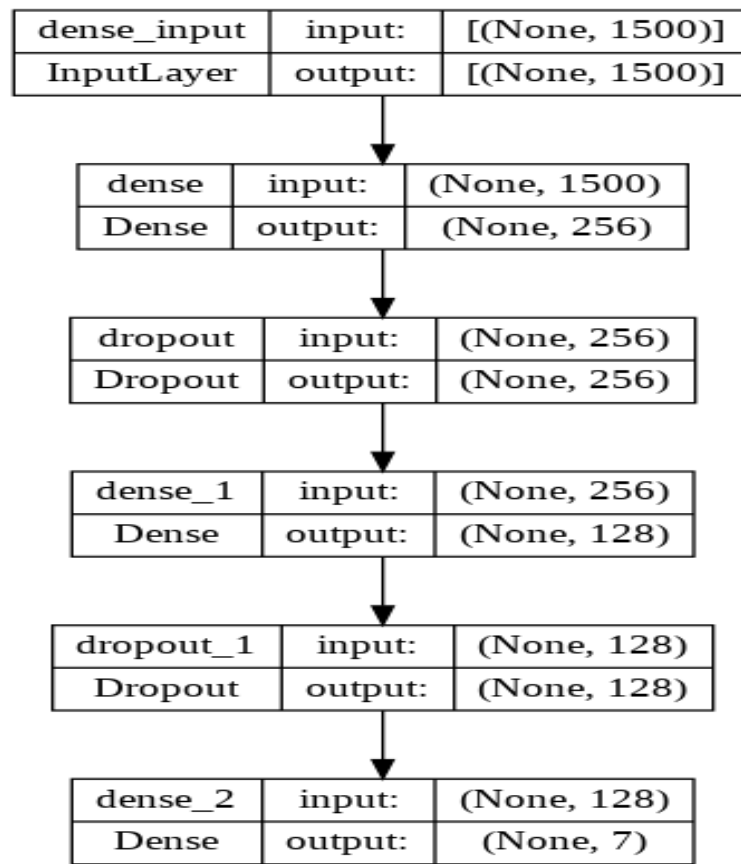 dense_input input: [(None, 1500)]
InputLayer output: [(None, 1500)]
dense input: (None, 1500)
Dense output: (None, 256)
dropout input: (None, 256)
Dropout output: (None, 256)
dense_1 input: (None, 256)
Dense output: (None, 128)
dropout_1 input: (None, 128)
Dropout output: (None, 128)
dense_2 input: (None, 128)
Dense output: (None, 7)